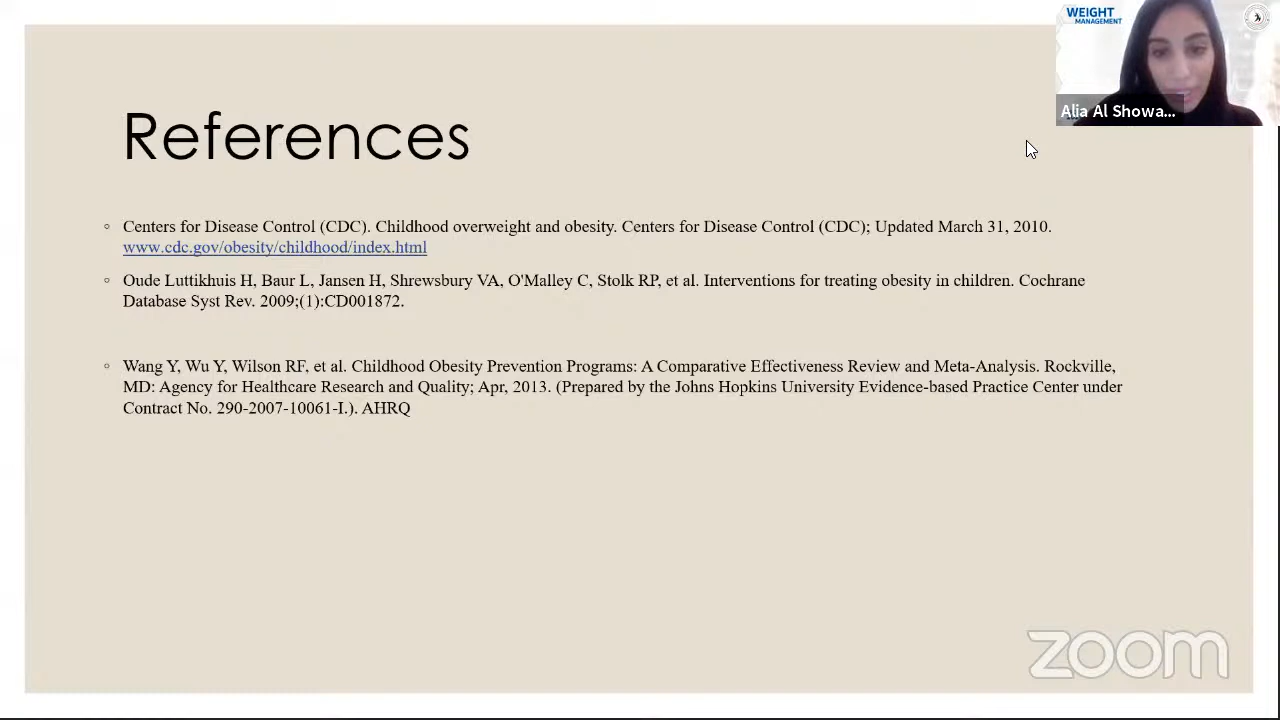 WEIGHT
MANAGEMENT
Alia Al Showa...
References
Centers for Disease Control (CDC). Childhood overweight and obesity. Centers for Disease Control (CDC); Updated March 31, 2010.
www.cdc.gov/obesity/childhood/index.html
Oude Luttikhuis H, Baur L, Jansen H, Shrewsbury VA, O'Malley C, Stolk RP, et al. Interventions for treating obesity in children. Cochrane
Database Syst Rev. 2009;(1):CD001872.
Wang Y, Wu Y, Wilson RF, et al. Childhood Obesity Prevention Programs: A Comparative Effectiveness Review and Meta-Analysis. Rockville,
MD: Agency for Healthcare Research and Quality; Apr, 2013. (Prepared by the Johns Hopkins University Evidence-based Practice Center under
Contract No. 290-2007-10061-I.). AHRQ
zoom